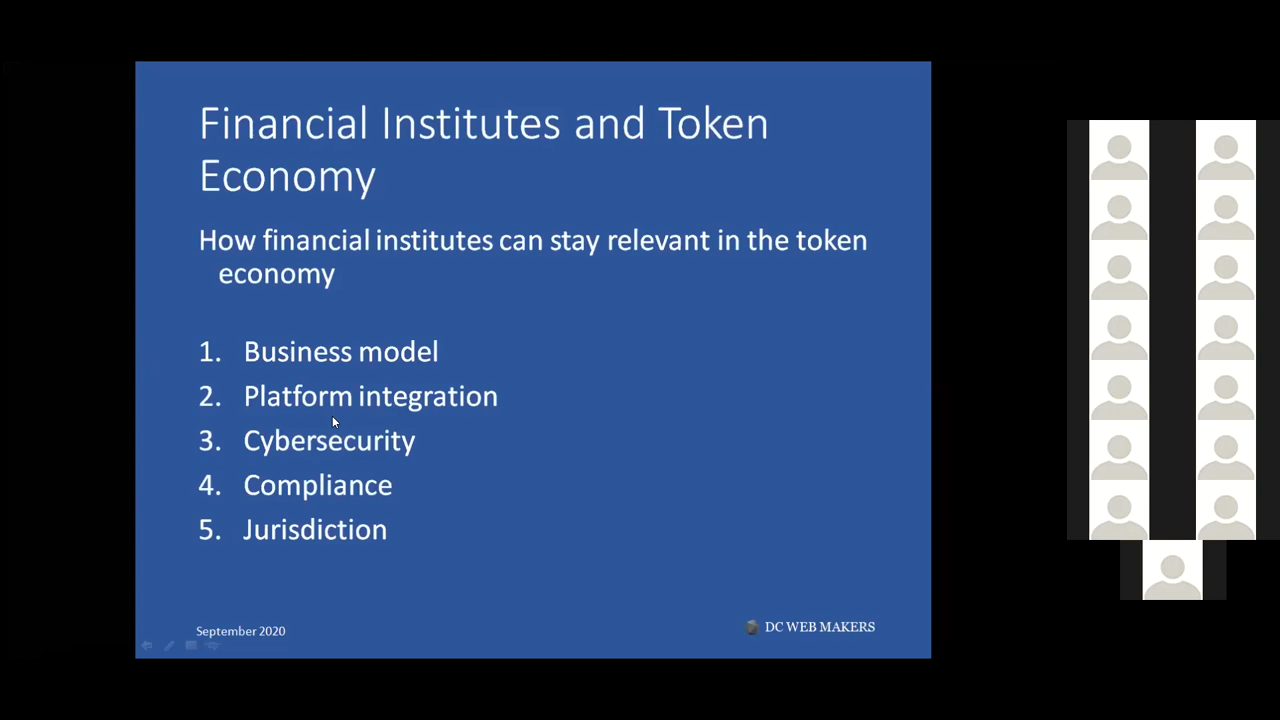 Financial Institutes and Token
Economy
How financial institutes can stay relevant in the token
economy
1. Business model
2. Platform integration
3. Cybersecurity
4. Compliance
5. Jurisdiction
September 2020
DC WEB MAKERS